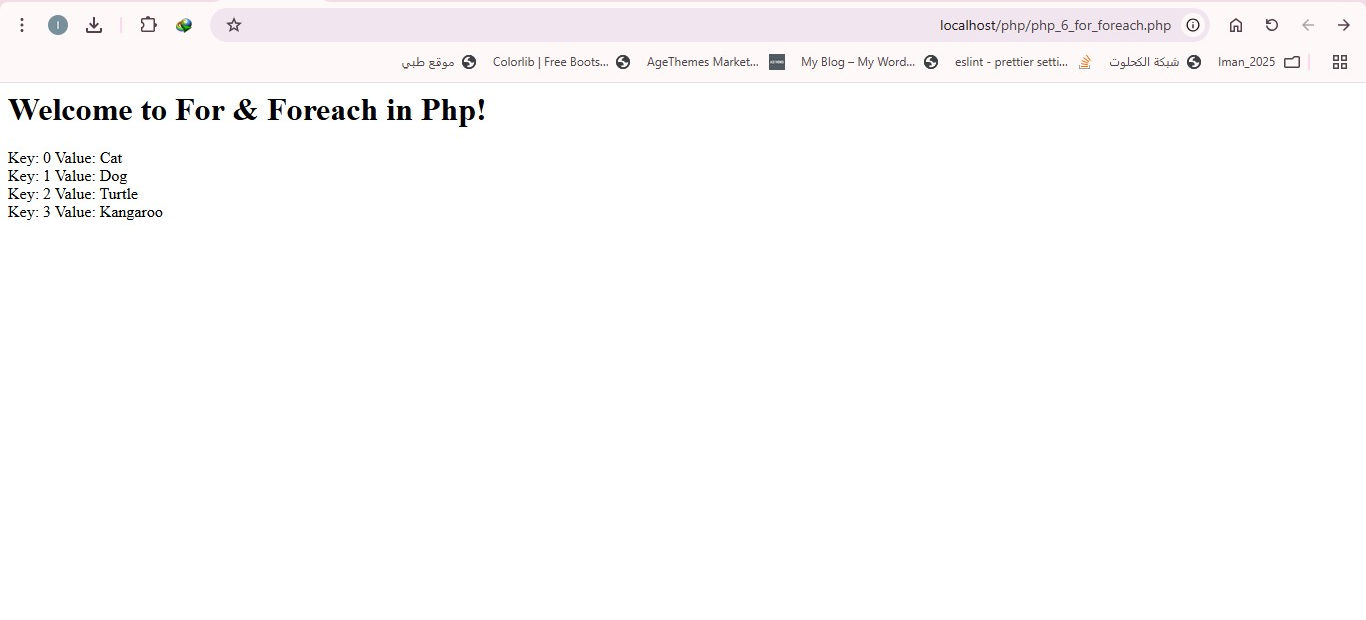 I
localhost/php/php_6_for_foreach.php
موقع طبي
Colorlib | Free Boots...
AgeThemes Market...
My Blog – My Word...
eslint - prettier setti...
شبكة الكحلوت
Iman_2025
Welcome to For & Foreach in Php!
Key: 0 Value: Cat
Key: 1 Value: Dog
Key: 2 Value: Turtle
Key: 3 Value: Kangaroo